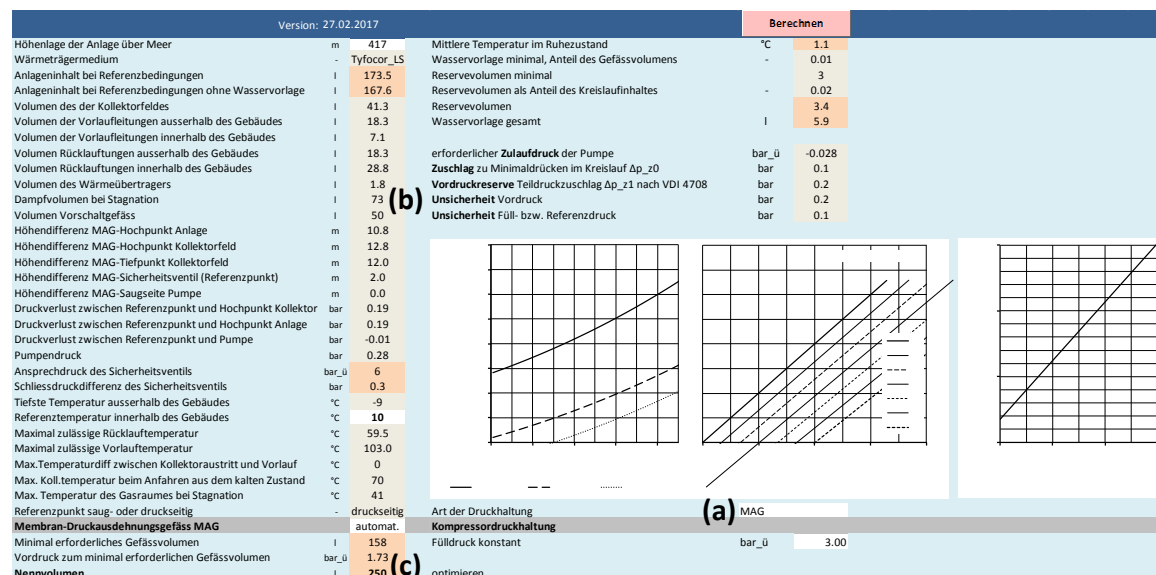 Version: 27.02.2017 Berechnen
Höhenlage der Anlage über Meer m 417 Mittlere Temperatur im Ruhezustand °C 1.1
Wärmeträgermedium - Tyfocor_LS Wasservorlage minimal, Anteil des Gefässvolumens - 0.01
Anlageninhalt bei Referenzbedingungen l 173.5 Reservevolumen minimal 3
Anlageninhalt bei Referenzbedingungen ohne Wasservorlage l 167.6 Reservevolumen als Anteil des Kreislaufinhaltes - 0.02
Volumen des der Kollektorfeldes l 41.3 Reservevolumen 3.4
Volumen der Vorlaufleitungen ausserhalb des Gebäudes l 18.3 Wasservorlage gesamt l 5.9
Volumen der Vorlaufleitungen innerhalb des Gebäudes l 7.1
Volumen Rücklauftungen ausserhalb des Gebäudes l 18.3 erforderlicher Zulaufdruck der Pumpe bar_ü -0.028
Volumen Rücklauftungen innerhalb des Gebäudes l 28.8 Zuschlag zu Minimaldrücken im Kreislauf Δp_z0 bar 0.1
Volumen des Wärmeübertragers l 1.8 Vordruckreserve Teildruckzuschlag Δp_z1 nach VDI 4708 bar 0.2
Dampfvolumen bei Stagnation l 73 (b) Unsicherheit Vordruck bar 0.2
Volumen Vorschaltgefäss l 50 Unsicherheit Füll- bzw. Referenzdruck bar 0.1
Höhendifferenz MAG-Hochpunkt Anlage m 10.8
Höhendifferenz MAG-Hochpunkt Kollektorfeld m 12.8
Höhendifferenz MAG-Tiefpunkt Kollektorfeld m 12.0
Höhendifferenz MAG-Sicherheitsventil (Referenzpunkt) m 2.0
Höhendifferenz MAG-Saugseite Pumpe m 0.0
Druckverlust zwischen Referenzpunkt und Hochpunkt Kollektor bar 0.19
Druckverlust zwischen Referenzpunkt und Hochpunkt Anlage bar 0.19
Druckverlust zwischen Referenzpunkt und Pumpe bar -0.01
Pumpendruck bar 0.28
Ansprechdruck des Sicherheitsventils bar_ü 6
Schliessdruckdifferenz des Sicherheitsventils bar 0.3
Tiefste Temperatur ausserhalb des Gebäudes °C -9
Referenztemperatur innerhalb des Gebäudes °C 10
Maximal zulässige Rücklauftemperatur °C 59.5
Maximal zulässige Vorlauftemperatur °C 103.0
Max.Temperaturdiff zwischen Kollektoraustritt und Vorlauf °C 0
Max. Koll.temperatur beim Anfahren aus dem kalten Zustand °C 70
Max. Temperatur des Gasraumes bei Stagnation °C 41
Referenzpunkt saug- oder druckseitig - druckseitig Art der Druckhaltung (a) MAG
Membran-Druckausdehnungsgefäss MAG automat. Kompressordruckhaltung
Minimal erforderliches Gefässvolumen l 158 Fülldruck konstant bar_ü 3.00
Vordruck zum minimal erforderlichen Gefässvolumen bar_ü 1.73
Nennvolumen l 250 (c) optimieren